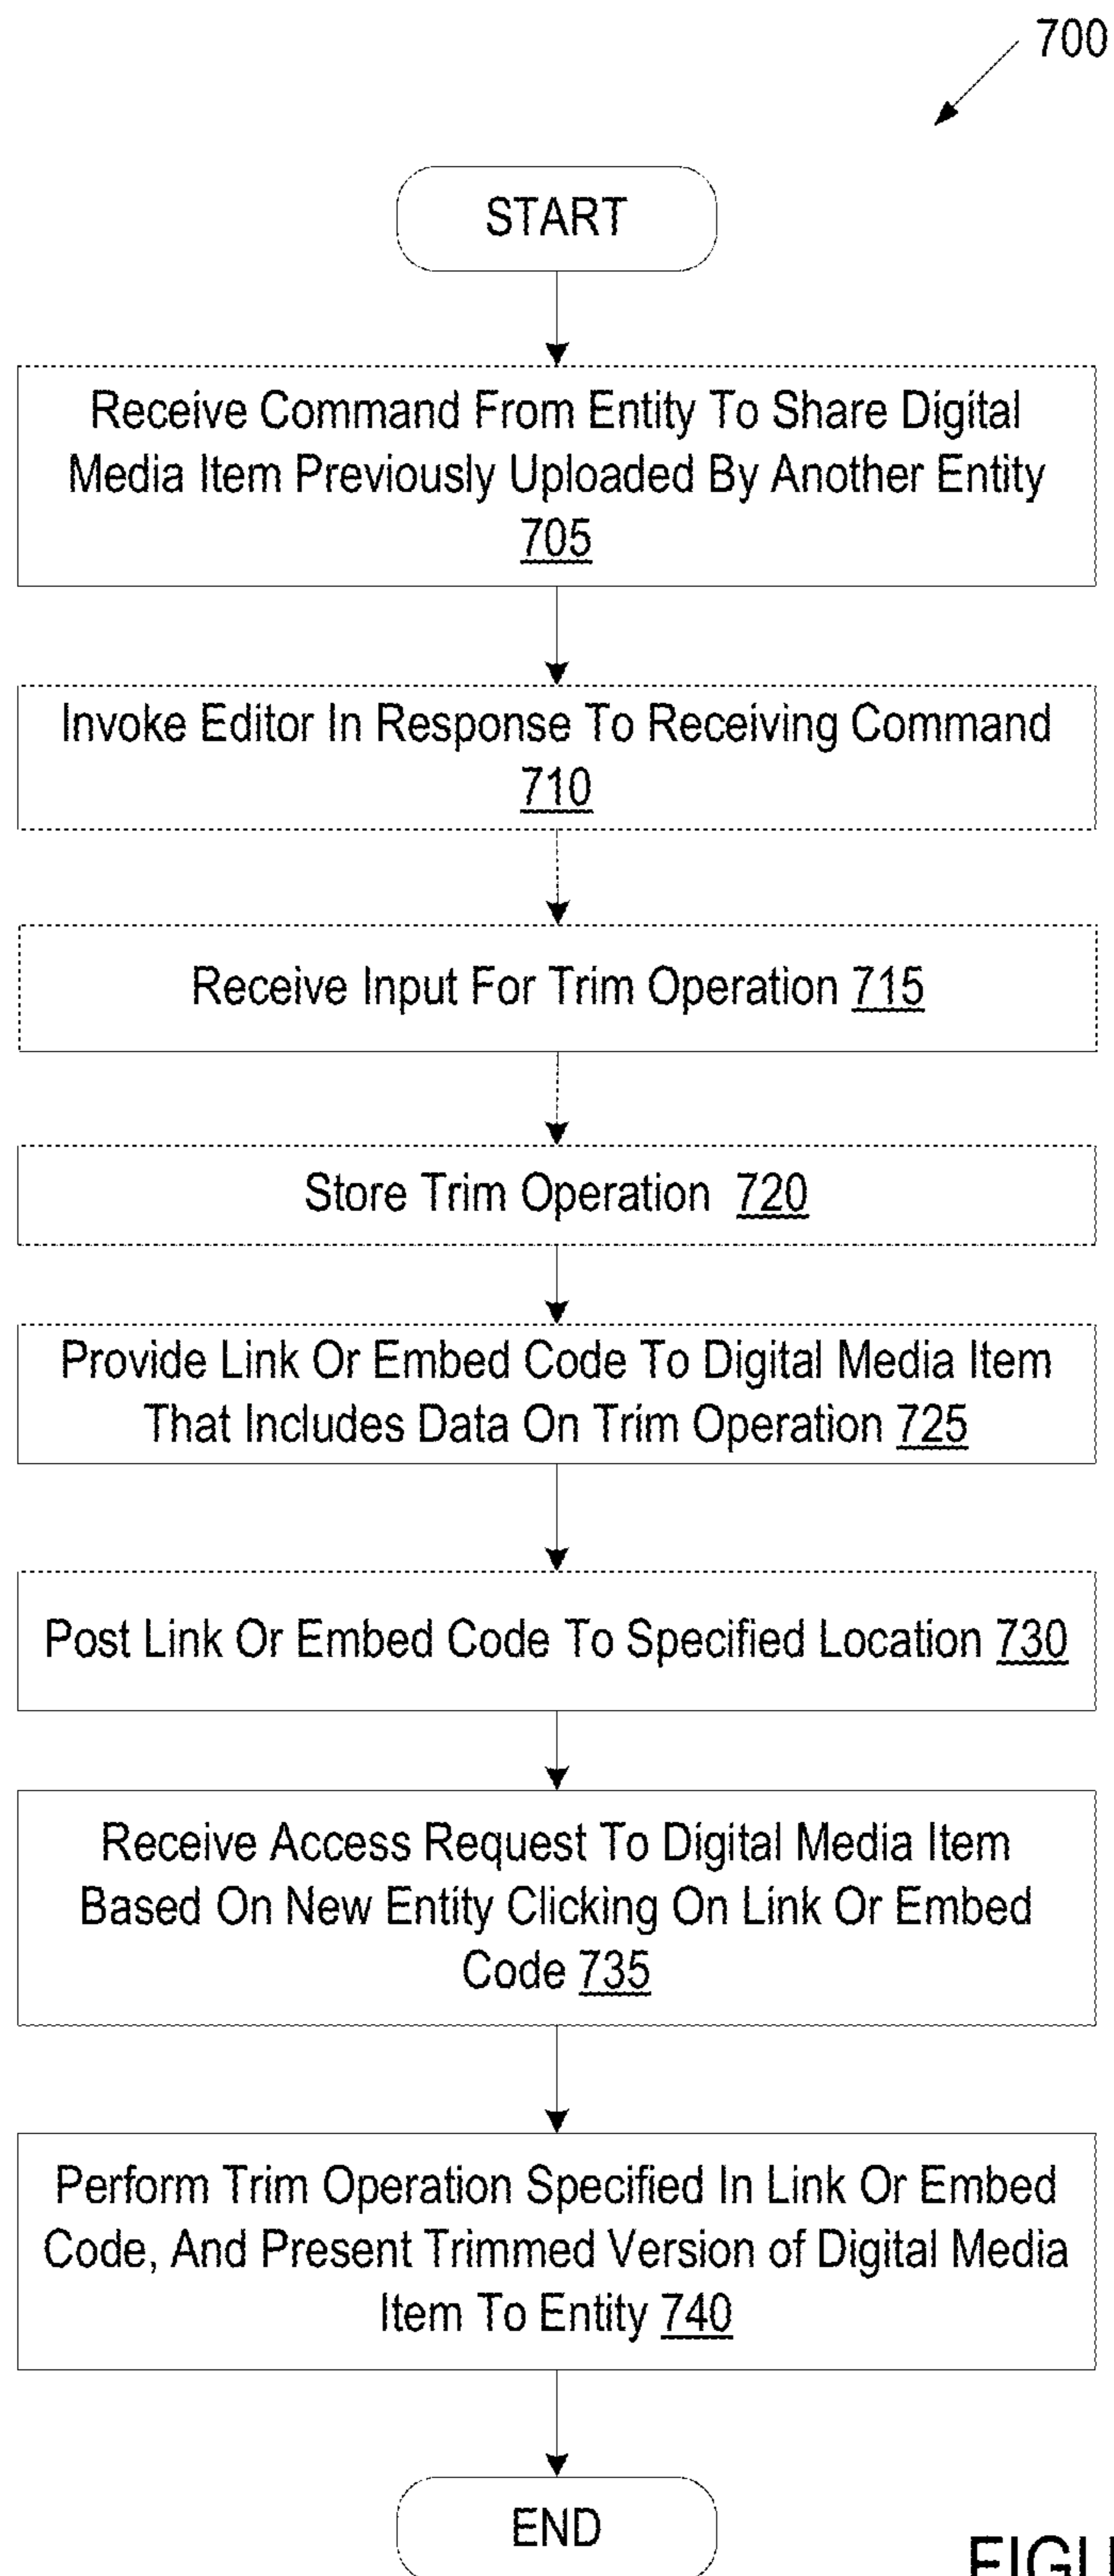 700
START
Receive Command From Entity To Share Digital
Media Item Previously Uploaded By Another Entity
705
Invoke Editor In Response To Receiving Command
710
Receive Input For Trim Operation 715
Store Trim Operation 720
Provide Link Or Embed Code To Digital Media Item
That Includes Data On Trim Operation 725
Post Link Or Embed Code To Specified Location 730
Receive Access Request To Digital Media Item
Based On New Entity Clicking On Link Or Embed
Code 735
Perform Trim Operation Specified In Link Or Embed
Code, And Present Trimmed Version of Digital Media
Item To Entity 740
END